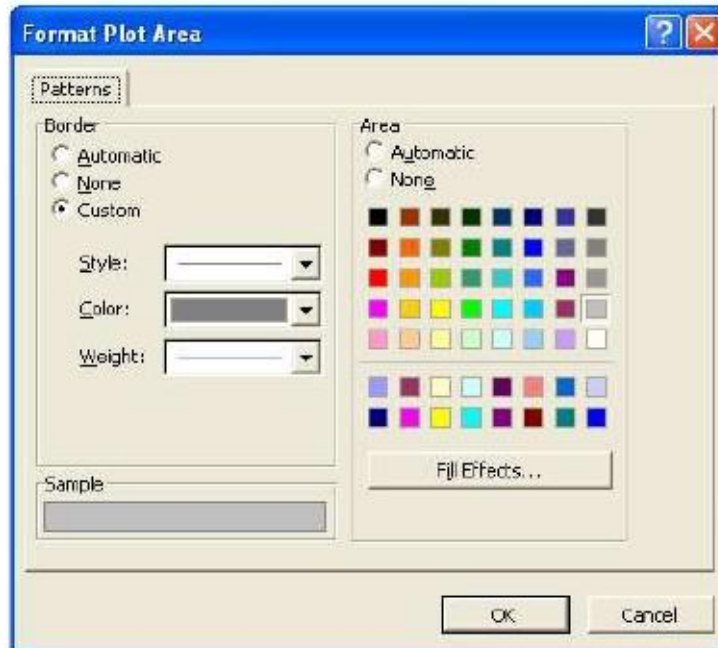 Format Plot Area
Patterns
Border
Automatic
None
Custom
Style:
Color:
Weight:
Sample
Area
Automatic
None
Fill Effects...
OK
Cancel